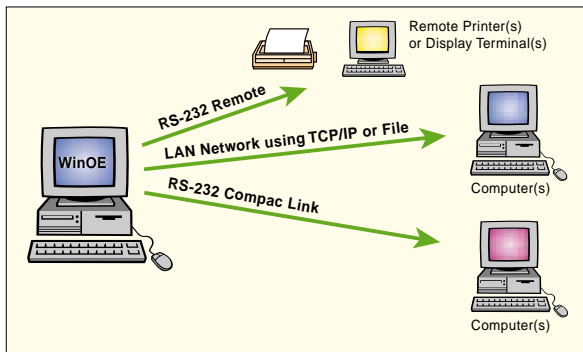 Remote Printer(s)
or Display Terminal(s)
RS-232 Remote
WinOE
LAN Network using TCP/IP or File
Computer(s)
RS-232 Compac Link
Computer(s)